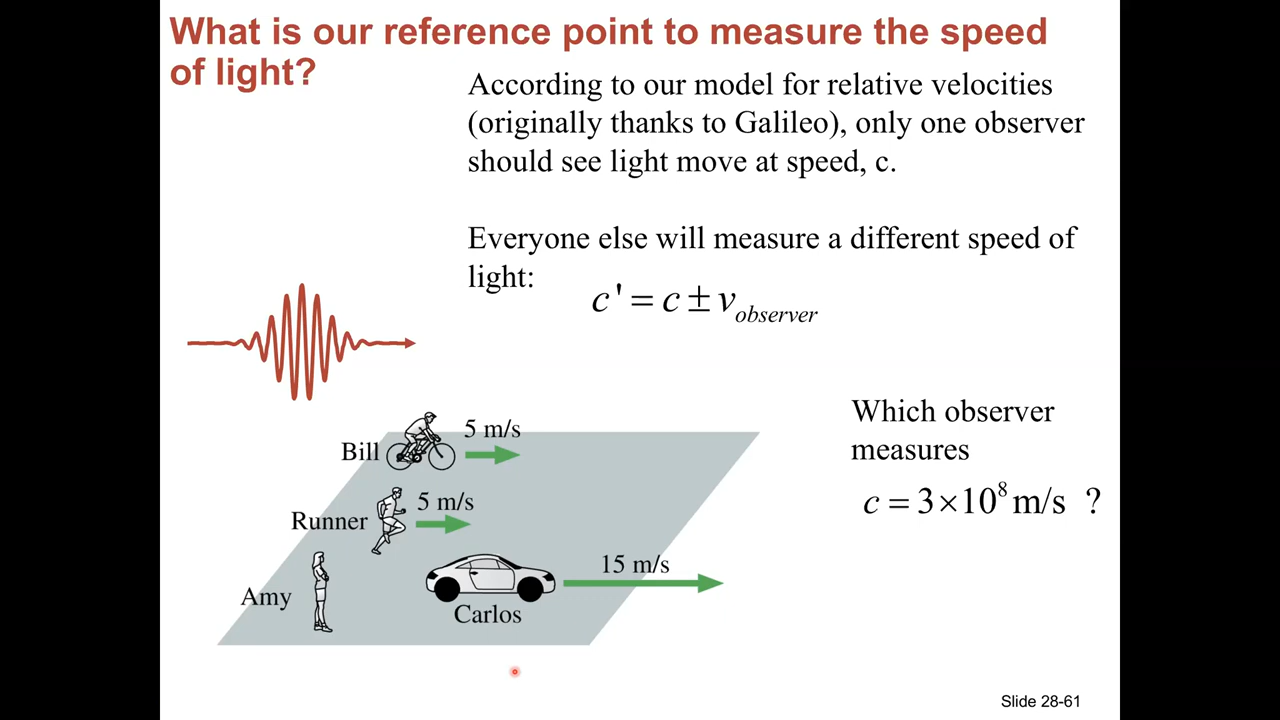 What is our reference point to measure the speed
of light?
According to our model for relative velocities
(originally thanks to Galileo), only one observer
should see light move at speed, c.
Everyone else will measure a different speed of
light:
c' = c ± v_observer
Which observer
measures
c = 3×10⁸ m/s ?
Bill
5 m/s
Runner
5 m/s
Amy
15 m/s
Carlos
Slide 28-61